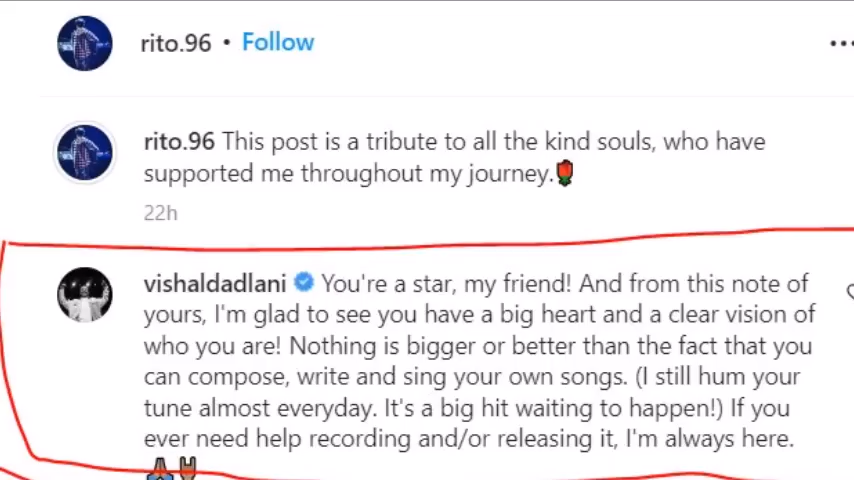 rito.96 • Follow
rito.96 This post is a tribute to all the kind souls, who have
supported me throughout my journey.🌹
22h
vishaldadlani You're a star, my friend! And from this note of
yours, I'm glad to see you have a big heart and a clear vision of
who you are! Nothing is bigger or better than the fact that you
can compose, write and sing your own songs. (I still hum your
tune almost everyday. It's a big hit waiting to happen!) If you
ever need help recording and/or releasing it, I'm always here.
🙏🤘